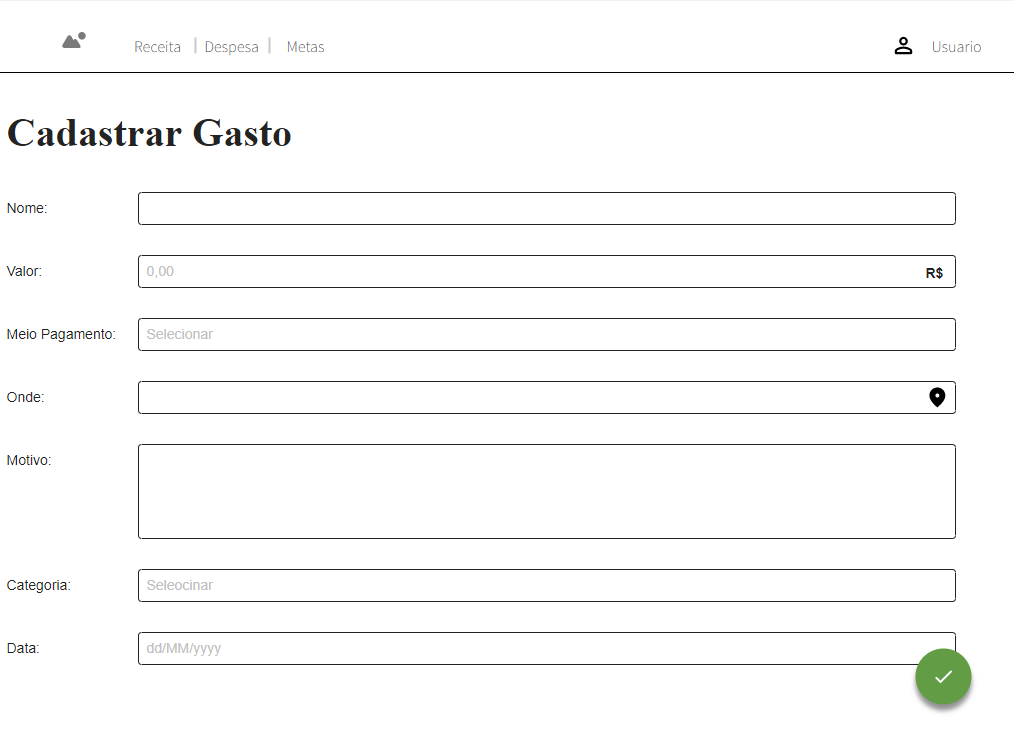 Receita | Despesa | Metas
Usuario
Cadastrar Gasto
Nome:
Valor: 0,00 R$
Meio Pagamento: Selecionar
Onde:
Motivo:
Categoria: Seleocinar
Data: dd/MM/yyyy